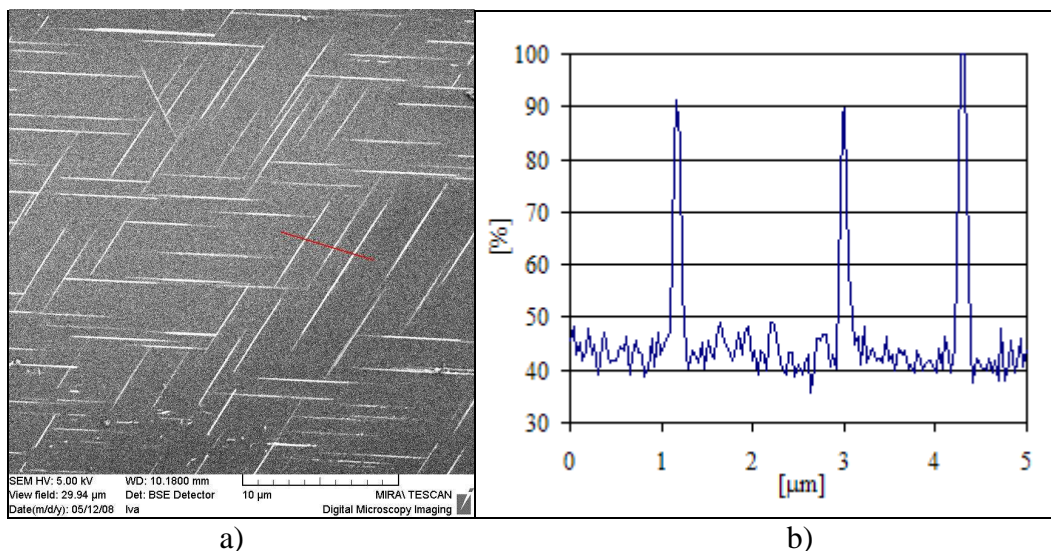 SEM HV: 5.00 kV WD: 10.1800 mm
View field: 29.94 µm Det: BSE Detector 10 µm MIRA\ TESCAN
Date(m/d/y): 05/12/08 Iva Digital Microscopy Imaging
a)
100
90
80
70
60
50
40
30
[%]
0 1 2 3 4 5
[µm]
b)